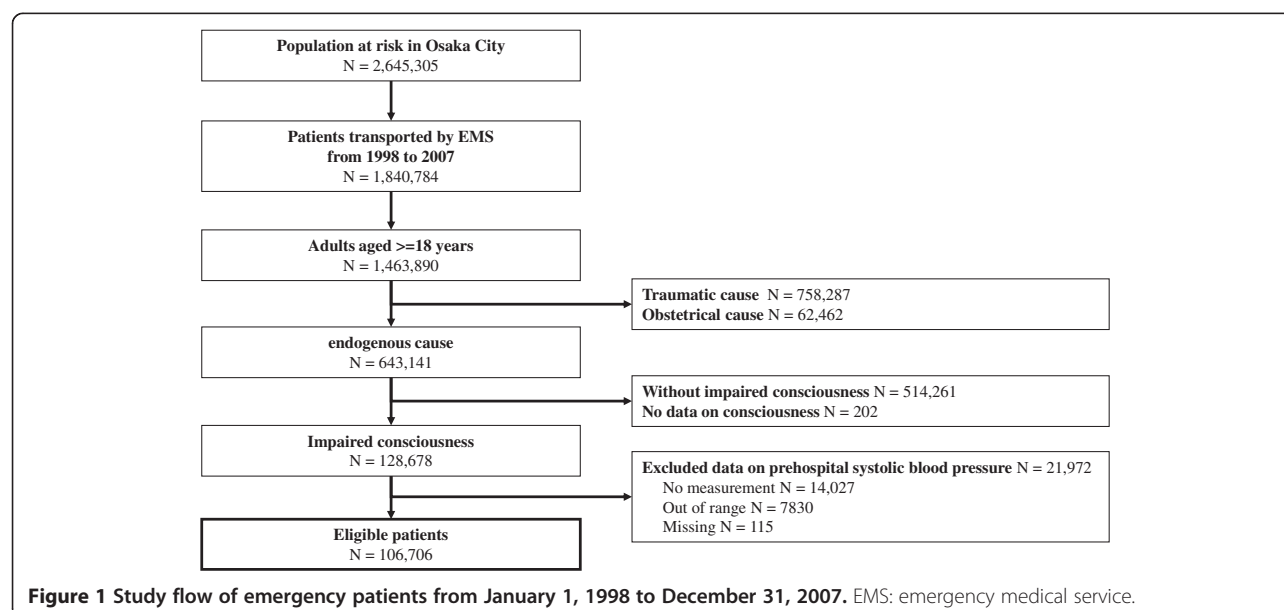 Population at risk in Osaka City
N = 2,645,305
Patients transported by EMS
from 1998 to 2007
N = 1,840,784
Adults aged >=18 years
N = 1,463,890
Traumatic cause N = 758,287
Obstetrical cause N = 62,462
endogenous cause
N = 643,141
Without impaired consciousness N = 514,261
No data on consciousness N = 202
Impaired consciousness
N = 128,678
Excluded data on prehospital systolic blood pressure N = 21,972
No measurement N = 14,027
Out of range N = 7830
Missing N = 115
Eligible patients
N = 106,706
Figure 1 Study flow of emergency patients from January 1, 1998 to December 31, 2007. EMS: emergency medical service.